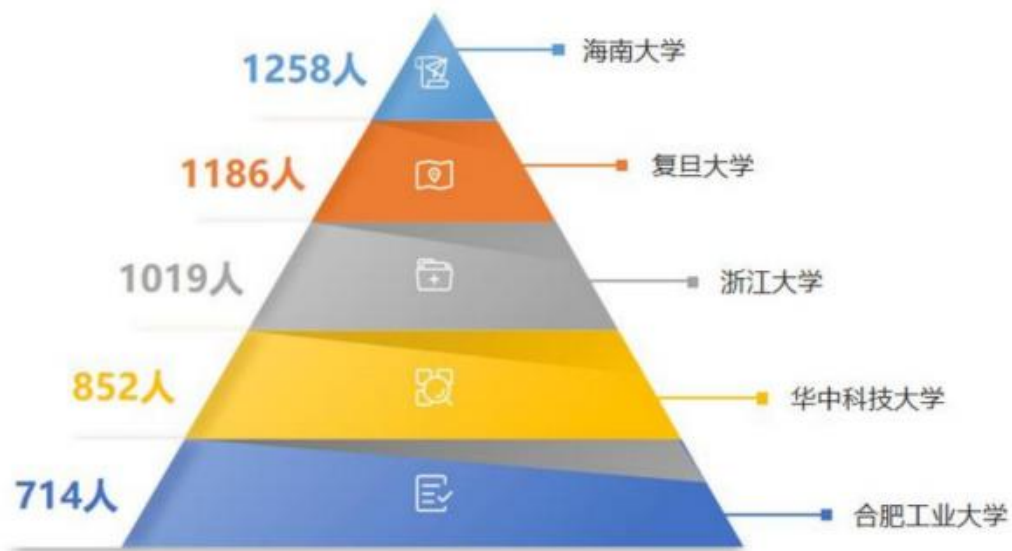 1258人
海南大学
1186人
复旦大学
1019人
浙江大学
852人
华中科技大学
714人
合肥工业大学